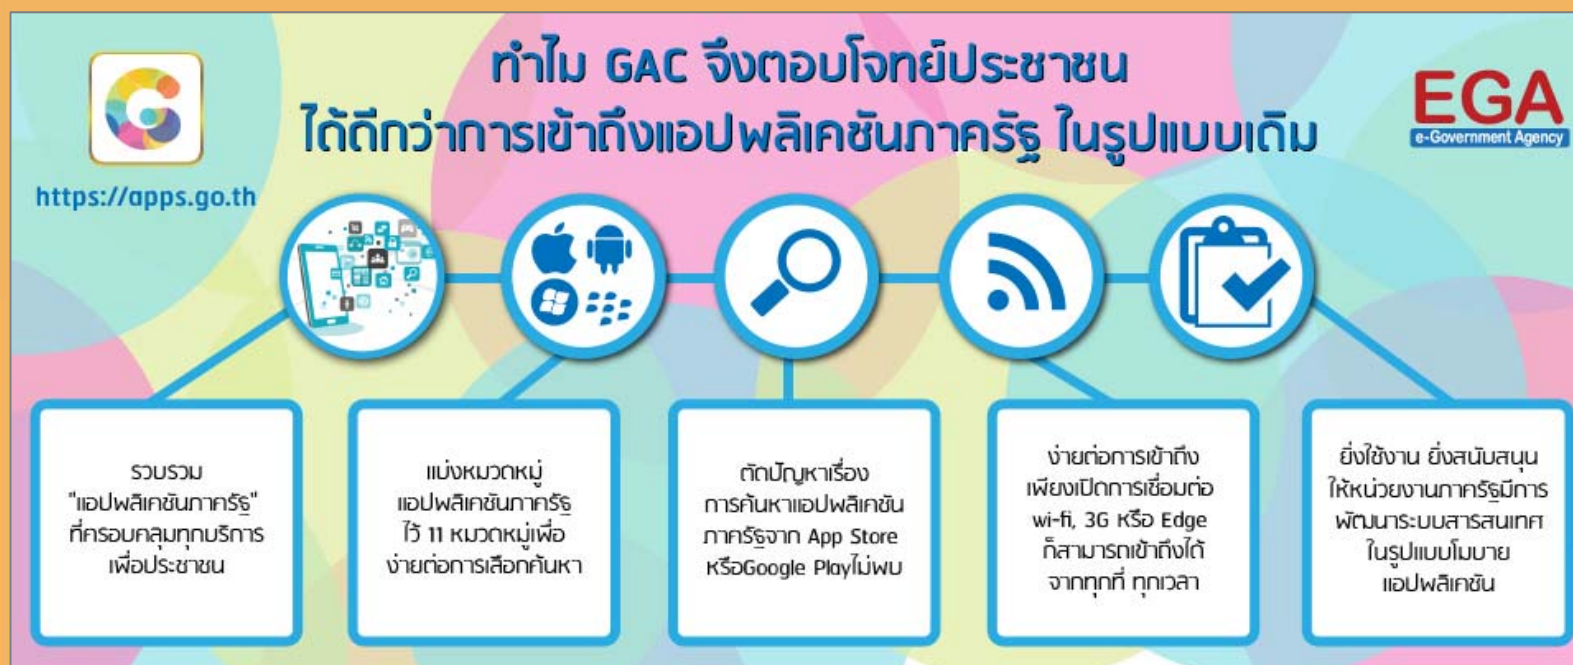 ทำไม GAC จึงตอบโจทย์ประชาชน
ได้ดีกว่าการเข้าถึงแอปพลิเคชันภาครัฐ ในรูปแบบเดิม
https://apps.go.th
EGA
e-Government Agency
รวบรวม
"แอปพลิเคชันภาครัฐ"
ที่ครอบคลุมทุกบริการ
เพื่อประชาชน
แบ่งหมวดหมู่
แอปพลิเคชันภาครัฐ
ไว้ 11 หมวดหมู่เพื่อ
ง่ายต่อการเลือกค้นหา
ตัดปัญหาเรื่อง
การค้นหาแอปพลิเคชัน
ภาครัฐจาก App Store
หรือGoogle Playไม่พบ
ง่ายต่อการเข้าถึง
เพียงเปิดการเชื่อมต่อ
wi-fi, 3G หรือ Edge
ก็สามารถเข้าถึงได้
จากทุกที่ ทุกเวลา
ยิ่งใช้งาน ยิ่งสนับสนุน
ให้หน่วยงานภาครัฐมีการ
พัฒนาระบบสารสนเทศ
ในรูปแบบโมบาย
แอปพลิเคชัน